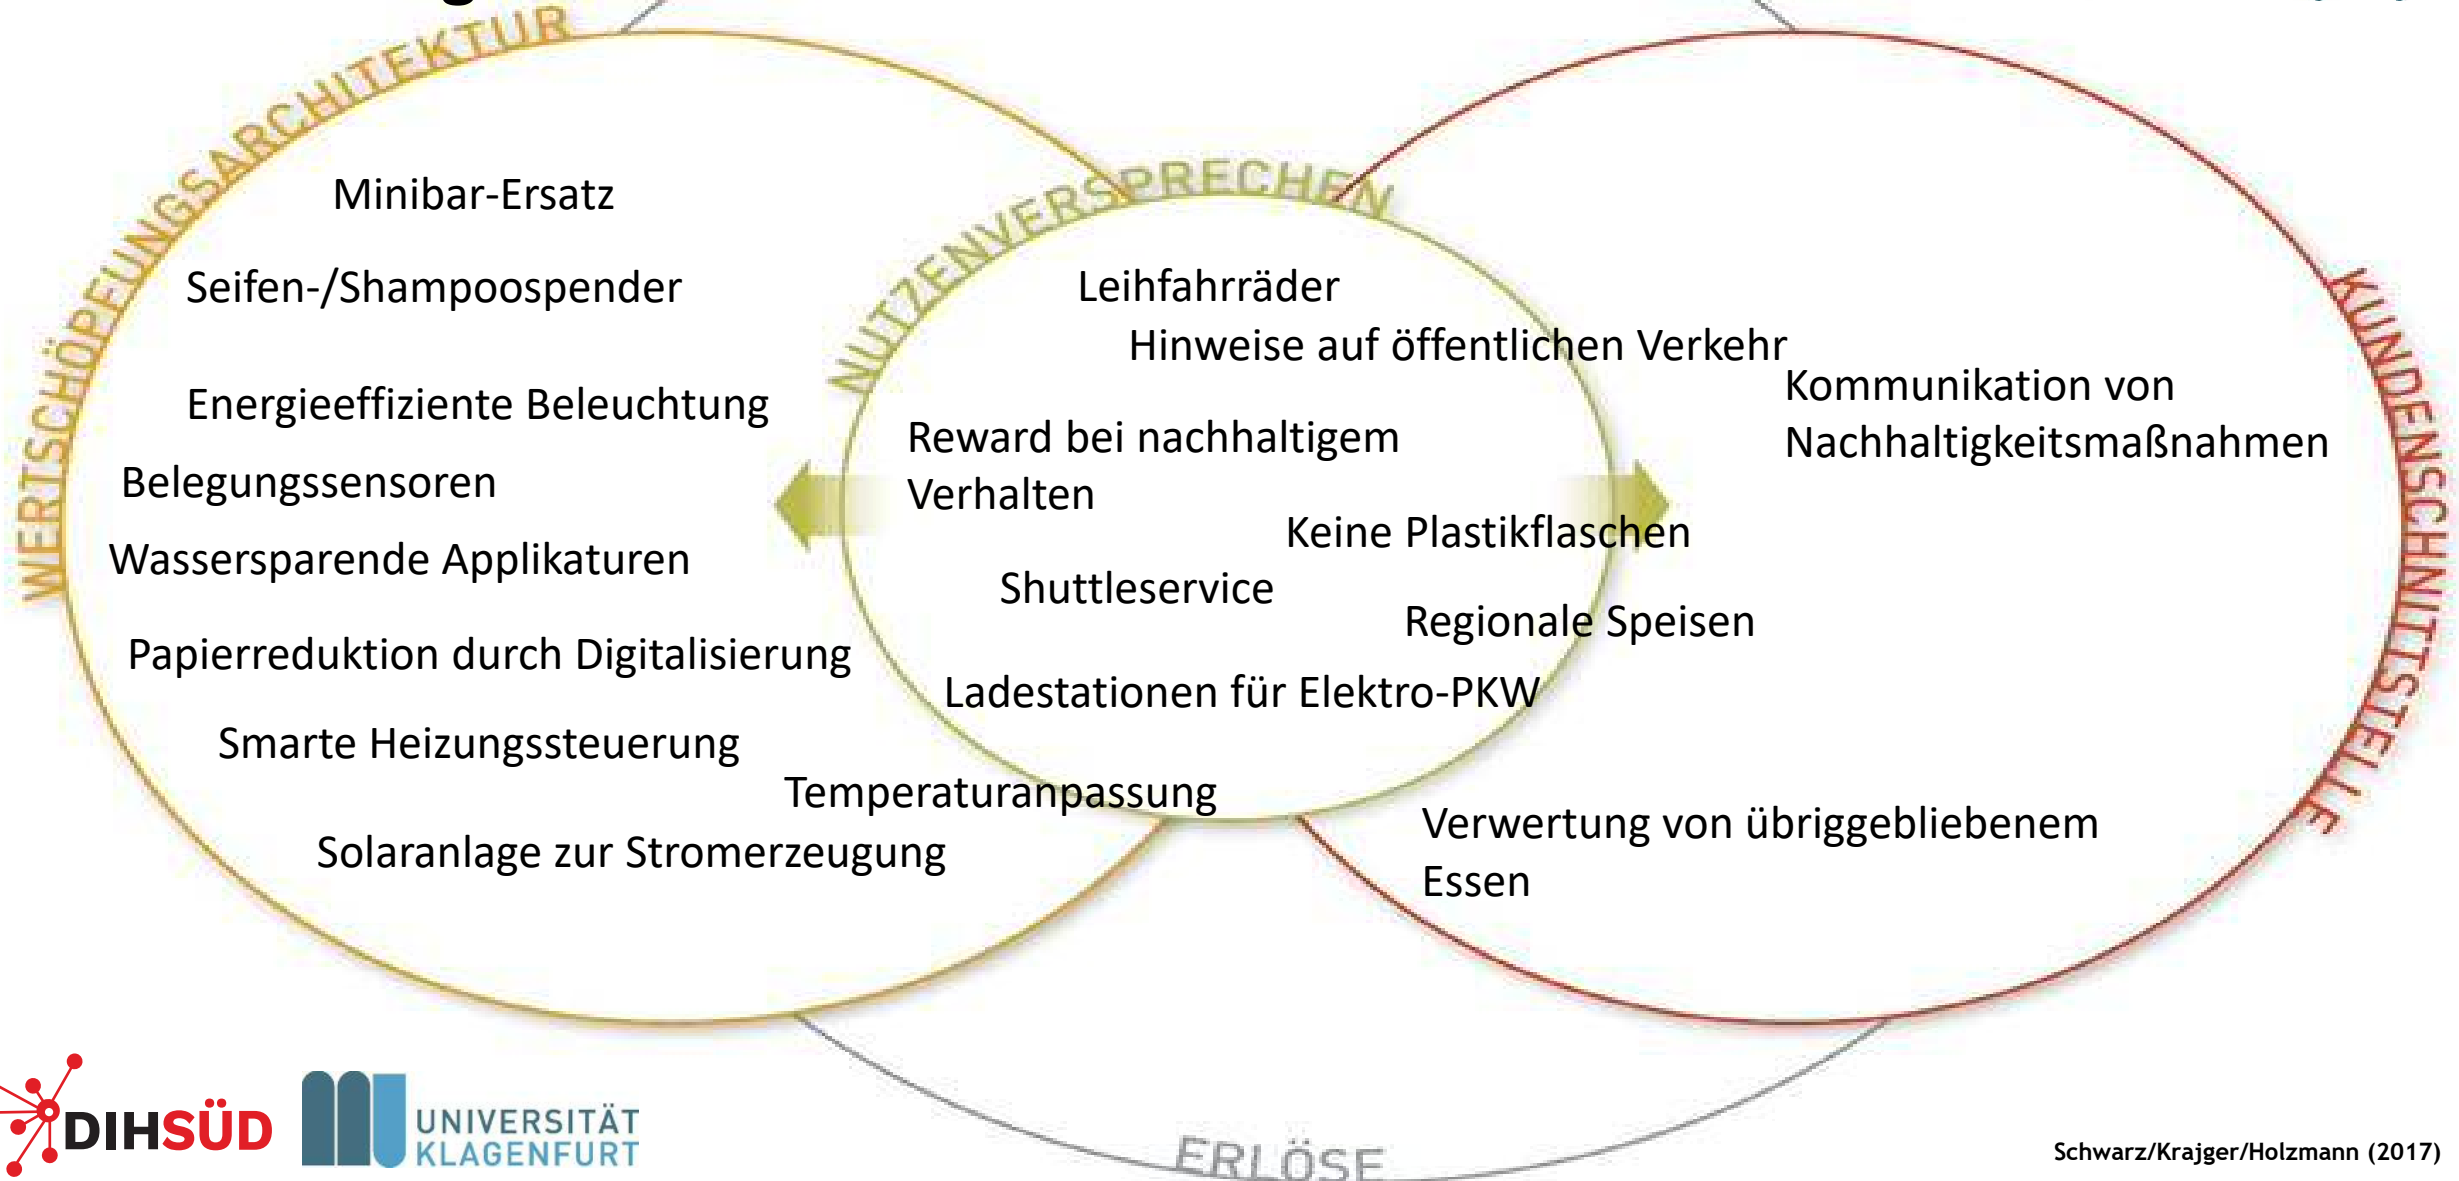 WERTSCHÖPFUNGSARCHITEKTUR
Minibar-Ersatz
Seifen-/Shampoospender
Energieeffiziente Beleuchtung
Belegungssensoren
Wassersparende Applikaturen
Papierreduktion durch Digitalisierung
Smarte Heizungssteuerung
Temperaturanpassung
Solaranlage zur Stromerzeugung
NUTZENVERSPRECHEN
Leihfahrräder
Hinweise auf öffentlichen Verkehr
Reward bei nachhaltigem
Verhalten
Keine Plastikflaschen
Shuttleservice
Regionale Speisen
Ladestationen für Elektro-PKW
KUNDENSCHNITTSTELLE
Kommunikation von
Nachhaltigkeitsmaßnahmen
Verwertung von übriggebliebenem
Essen
ERLÖSE
DIHSÜD
UNIVERSITÄT
KLAGENFURT
Schwarz/Krajger/Holzmann (2017)